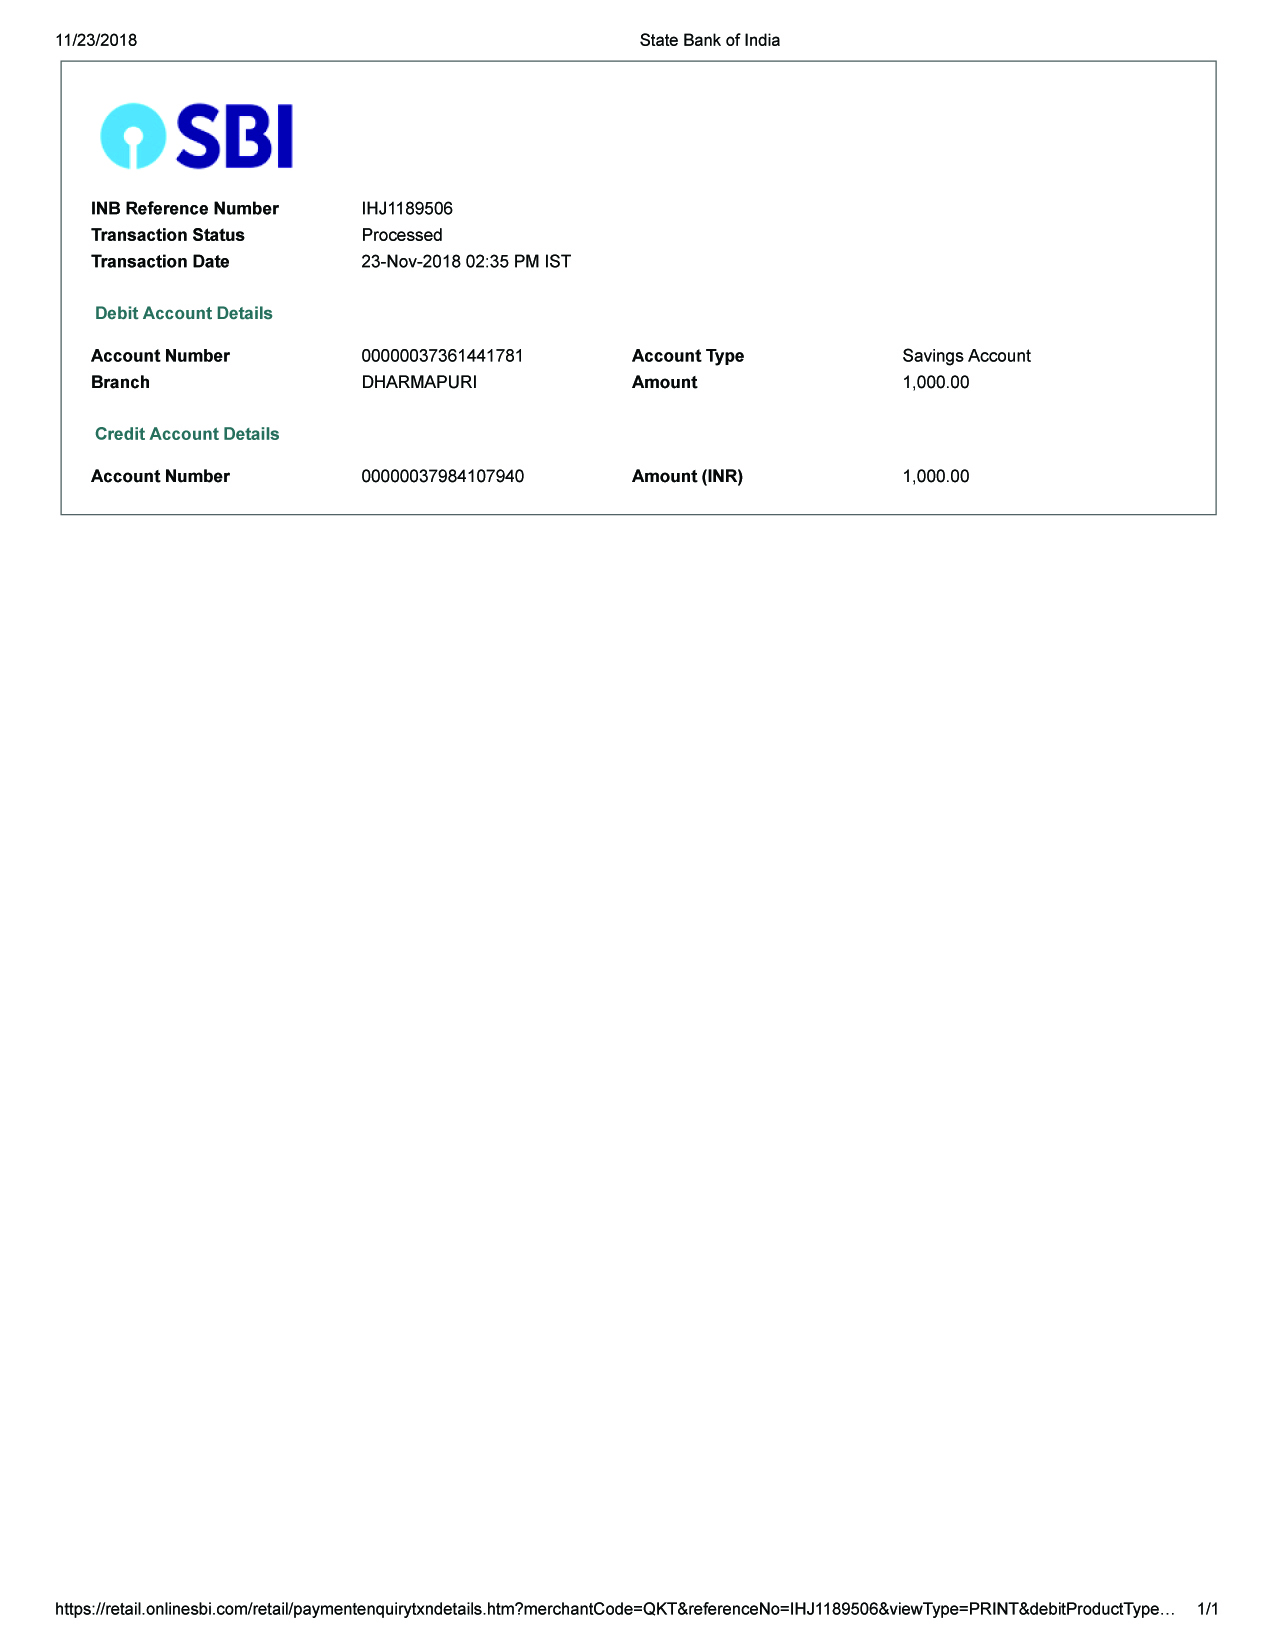 11/23/2018 State Bank of India
SBI
INB Reference Number IHJ1189506
Transaction Status Processed
Transaction Date 23-Nov-2018 02:35 PM IST
Debit Account Details
Account Number 00000037361441781 Account Type Savings Account
Branch DHARMAPURI Amount 1,000.00
Credit Account Details
Account Number 00000037984107940 Amount (INR) 1,000.00
https://retail.onlinesbi.com/retail/paymentenquirytxndetails.htm?merchantCode=QKT&referenceNo=IHJ1189506&viewType=PRINT&debitProductType… 1/1